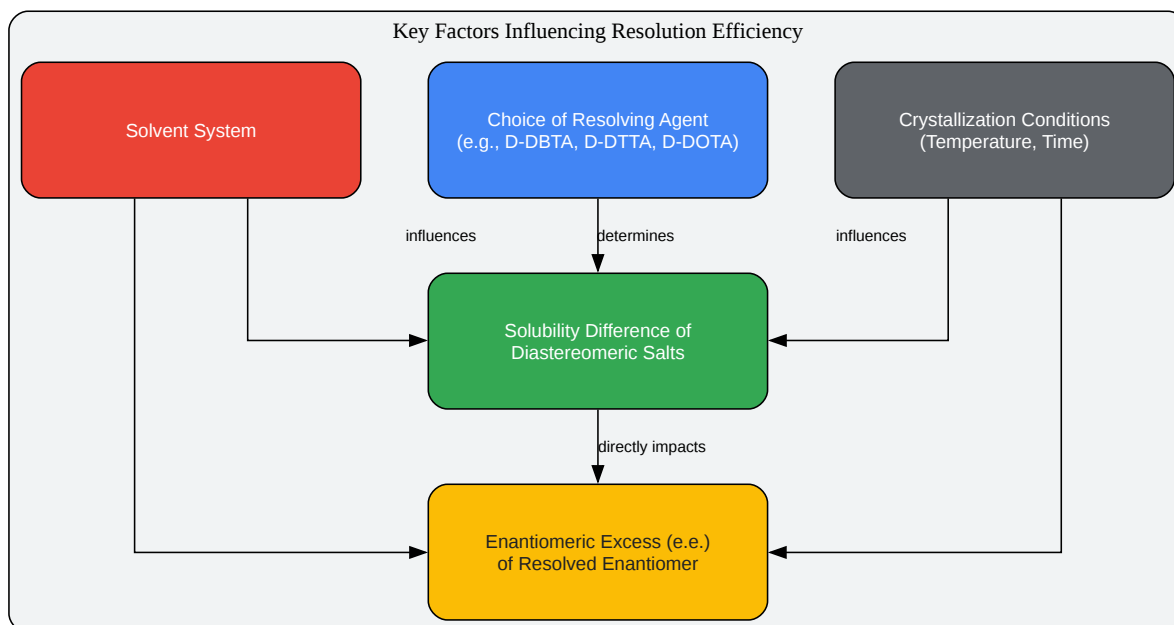 Key Factors Influencing Resolution Efficiency
Solvent System
Choice of Resolving Agent
(e.g., D-DBTA, D-DTTA, D-DOTA)
Crystallization Conditions
(Temperature, Time)
influences
determines
influences
Solubility Difference of
Diastereomeric Salts
directly impacts
Enantiomeric Excess (e.e.)
of Resolved Enantiomer